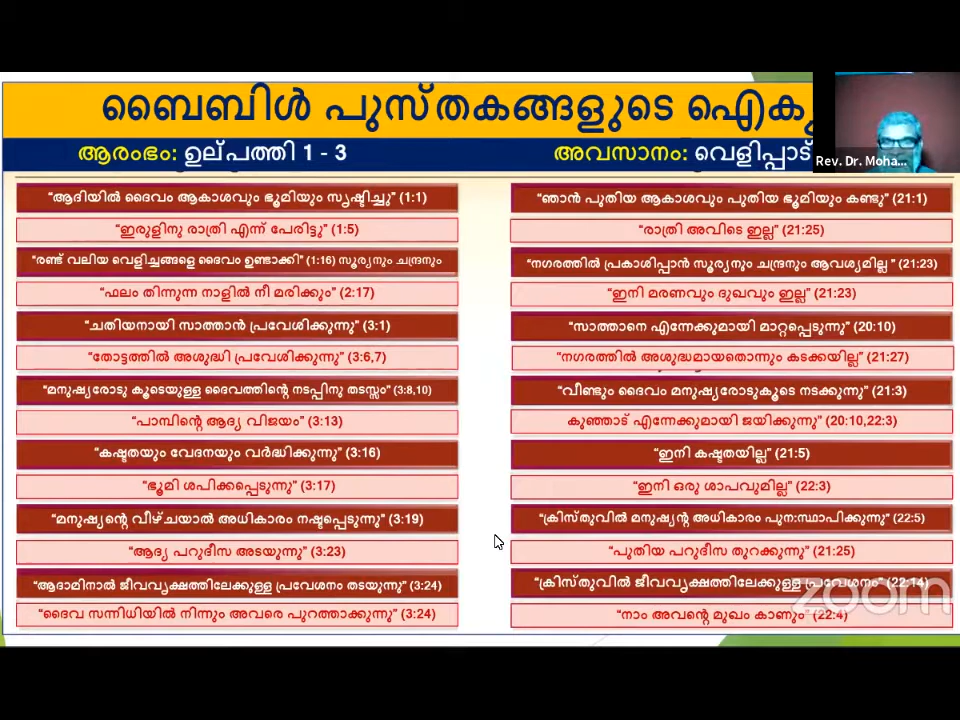 ബൈബിൾ പുസ്തകങ്ങളുടെ
Rev. Dr. Moha...
ആരംഭം: ഉല്പത്തി 1 - 3
അവസാനം: വെളിപ്പാട്
“ആദിയിൽ ദൈവം ആകാശവും ഭൂമിയും സൃഷ്ടിച്ചു” (1:1)
“ഞാൻ പുതിയ ആകാശവും പുതിയ ഭൂമിയും കണ്ടു” (21:1)
“ഇരുളിനു രാത്രി എന്ന് പേരിട്ടു” (1:5)
“രാത്രി അവിടെ ഇല്ല” (21:25)
“രണ്ട് വലിയ വെളിച്ചങ്ങളെ ദൈവം ഉണ്ടാക്കി” (1:16) സൂര്യനും ചന്ദ്രനും
“നഗരത്തിൽ പ്രകാശിപ്പാൻ സൂര്യനും ചന്ദ്രനും ആവശ്യമില്ല ” (21:23)
“ഫലം തിന്നുന്ന നാളിൽ നീ മരിക്കും” (2:17)
“ഇനി മരണവും ദുഖവും ഇല്ല” (21:23)
“ചതിയനായി സാത്താൻ പ്രവേശിക്കുന്നു” (3:1)
“സാത്താനെ എന്നേക്കുമായി മാറ്റപ്പെടുന്നു” (20:10)
“തോട്ടത്തിൽ അശുദ്ധി പ്രവേശിക്കുന്നു” (3:6,7)
“നഗരത്തിൽ അശുദ്ധമായതൊന്നും കടക്കയില്ല” (21:27)
“മനുഷ്യരോടു കൂടെയുള്ള ദൈവത്തിന്റെ നടപ്പിനു തടസ്സം” (3:8,10)
“വീണ്ടും ദൈവം മനുഷ്യരോടുകൂടെ നടക്കുന്നു” (21:3)
“പാമ്പിന്റെ ആദ്യ വിജയം” (3:13)
കുഞ്ഞാട് എന്നേക്കുമായി ജയിക്കുന്നു” (20:10,22:3)
“കഷ്ടതയും വേദനയും വർദ്ധിക്കുന്നു” (3:16)
“ഇനി കഷ്ടതയില്ല” (21:5)
“ഭൂമി ശപിക്കപ്പെടുന്നു” (3:17)
“ഇനി ഒരു ശാപവുമില്ല” (22:3)
“മനുഷ്യന്റെ വീഴ്ചയാൽ അധികാരം നഷ്ടപ്പെടുന്നു” (3:19)
“ക്രിസ്തുവിൽ മനുഷ്യന്റ അധികാരം പുന:സ്ഥാപിക്കുന്നു” (22:5)
“ആദ്യ പറുദീസ അടയുന്നു” (3:23)
“പുതിയ പറുദീസ തുറക്കുന്നു” (21:25)
“ആദാമിനാൽ ജീവവൃക്ഷത്തിലേക്കുള്ള പ്രവേശനം തടയുന്നു” (3:24)
“ക്രിസ്തുവിൽ ജീവവൃക്ഷത്തിലേക്കുള്ള പ്രവേശനം” (22:14)
“ദൈവ സന്നിധിയിൽ നിന്നും അവരെ പുറത്താക്കുന്നു” (3:24)
“നാം അവന്റെ മുഖം കാണും” (22:4)
zoom